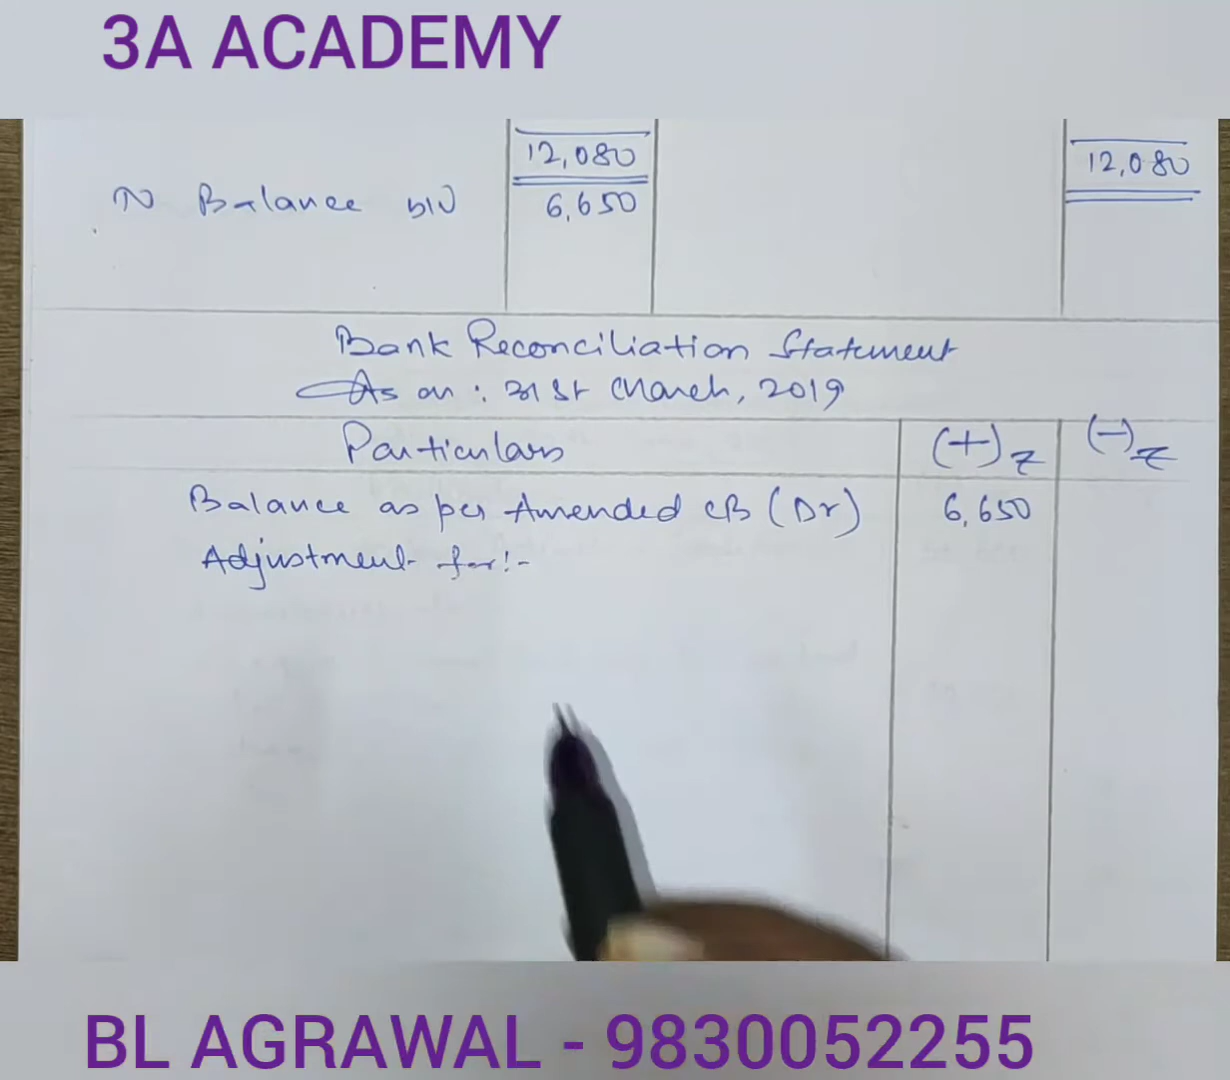 3A ACADEMY
12,080 12,080
To Balance b/d 6,650
Bank Reconciliation Statement
As on : 31st March, 2019
Particulars (+) ₹ (-) ₹
Balance as per Amended CB (Dr) 6,650
Adjustment for:-
BL AGRAWAL - 9830052255